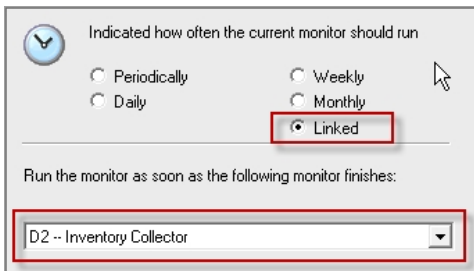 Indicated how often the current monitor should run
Periodically Weekly
Daily Monthly
Linked
Run the monitor as soon as the following monitor finishes:
D2 -- Inventory Collector